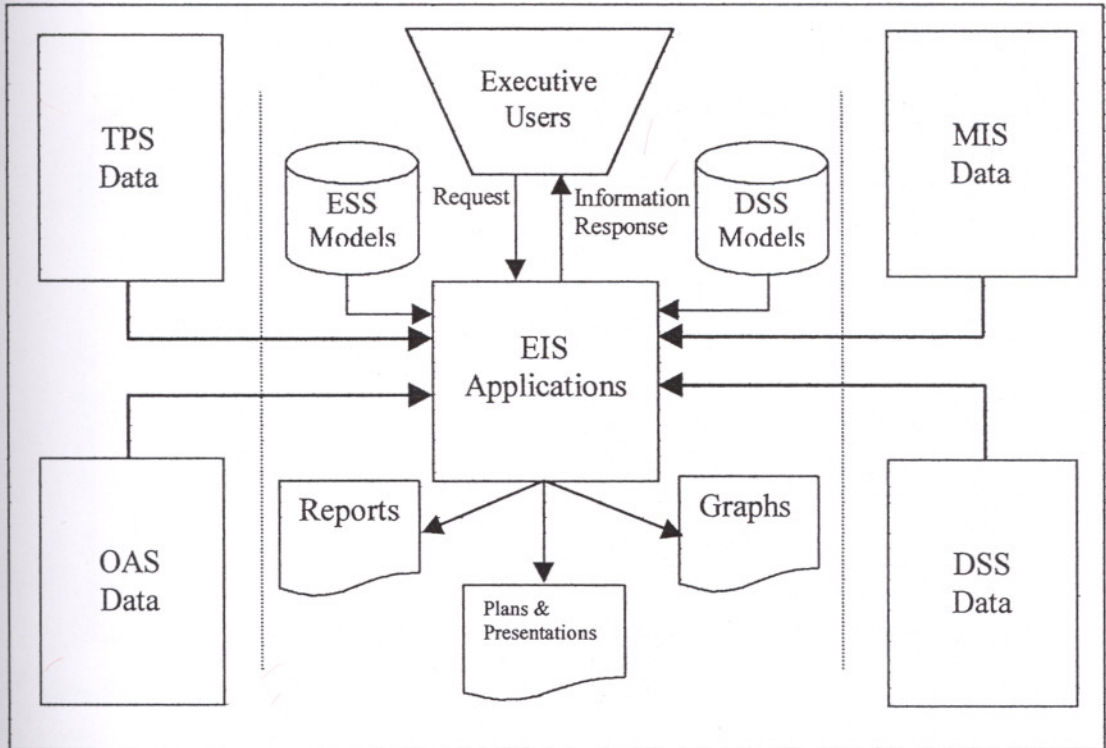 TPS
Data
Executive
Users
MIS
Data
ESS
Models
Request
Information
Response
DSS
Models
EIS
Applications
OAS
Data
Reports
Plans &
Presentations
Graphs
DSS
Data